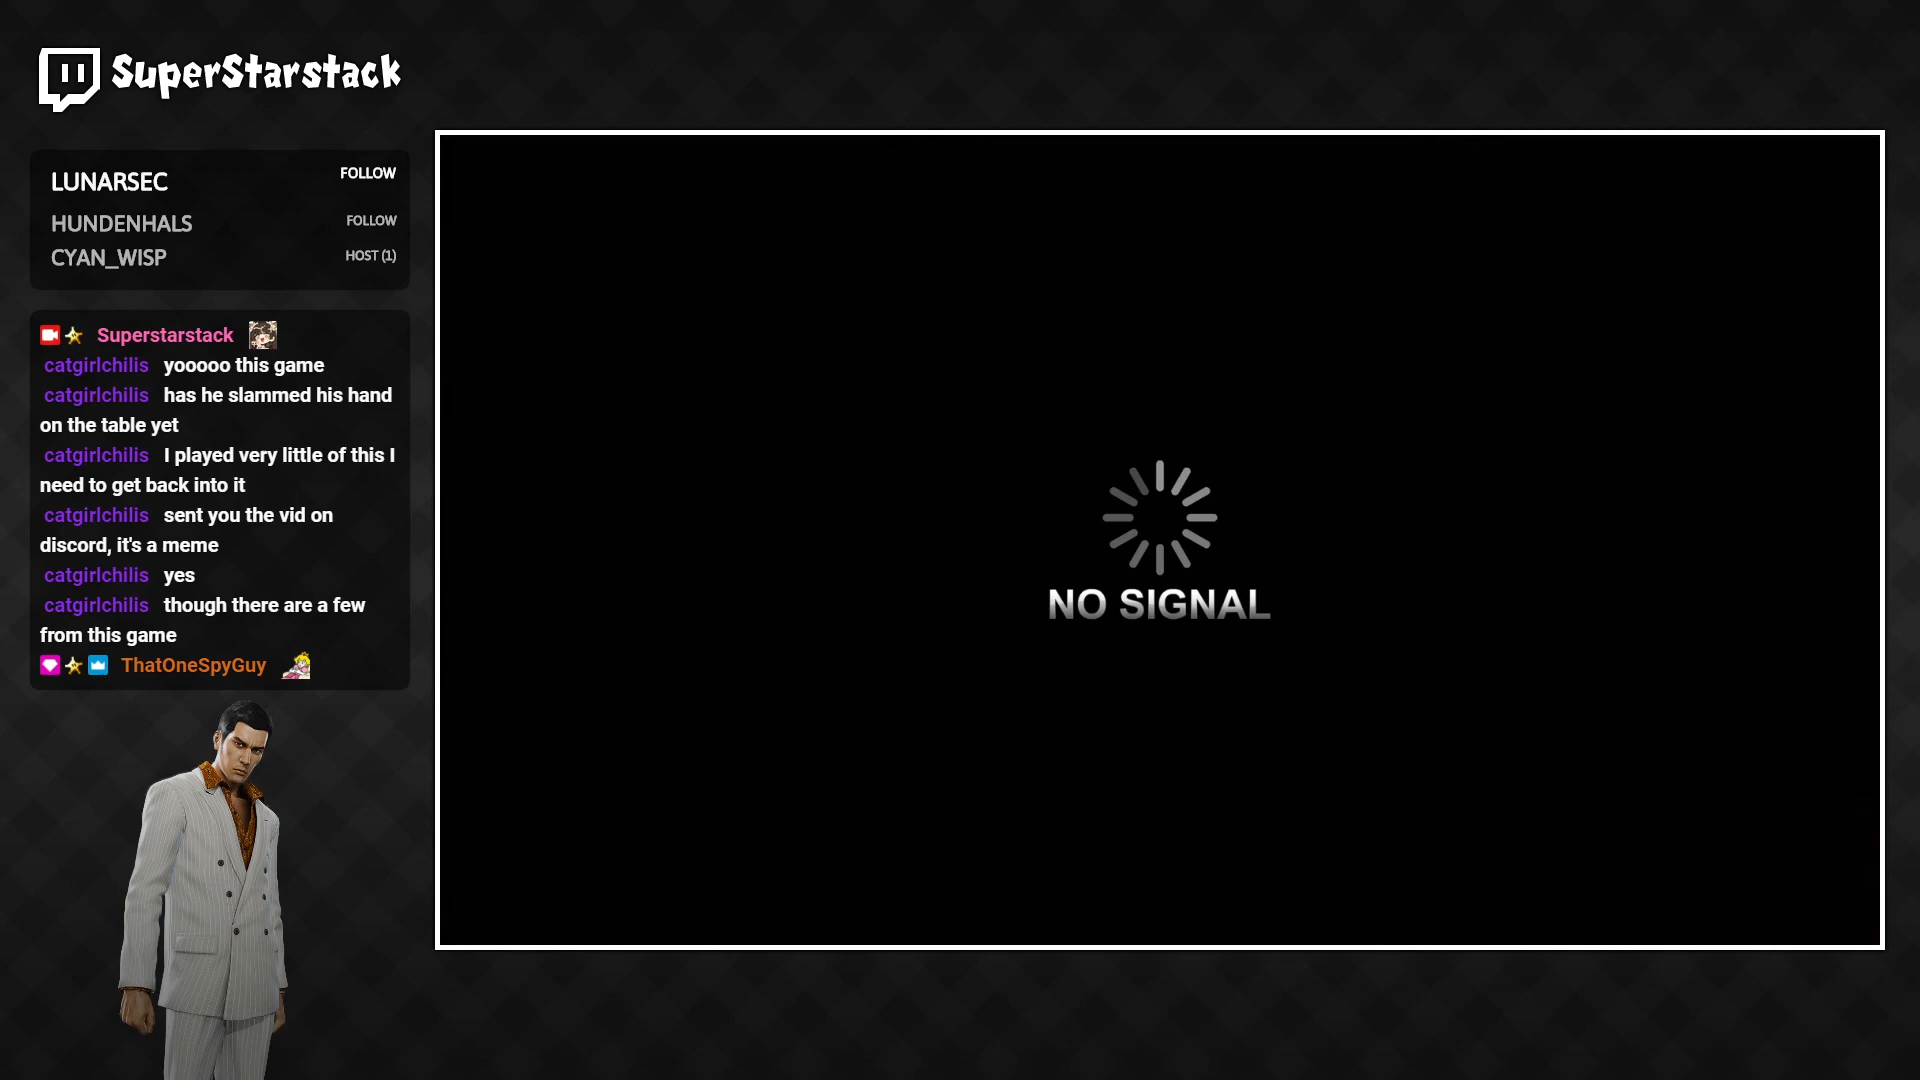 SuperStarstack
LUNARSEC FOLLOW
HUNDENHALS FOLLOW
CYAN_WISP HOST (1)
Superstarstack
catgirlchilis yooooo this game
catgirlchilis has he slammed his hand
on the table yet
catgirlchilis I played very little of this I
need to get back into it
catgirlchilis sent you the vid on
discord, it's a meme
catgirlchilis yes
catgirlchilis though there are a few
from this game
ThatOneSpyGuy
NO SIGNAL